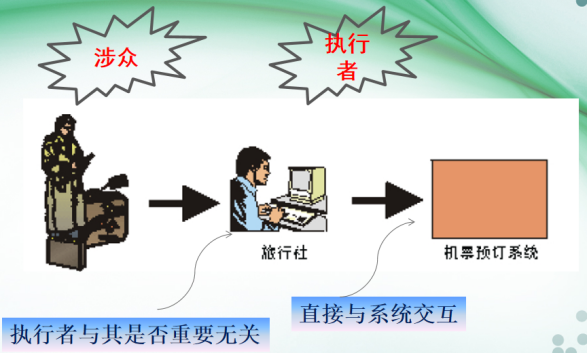 涉众
执行
者
旅行社
机票预订系统
直接与系统交互
执行者与其是否重要无关